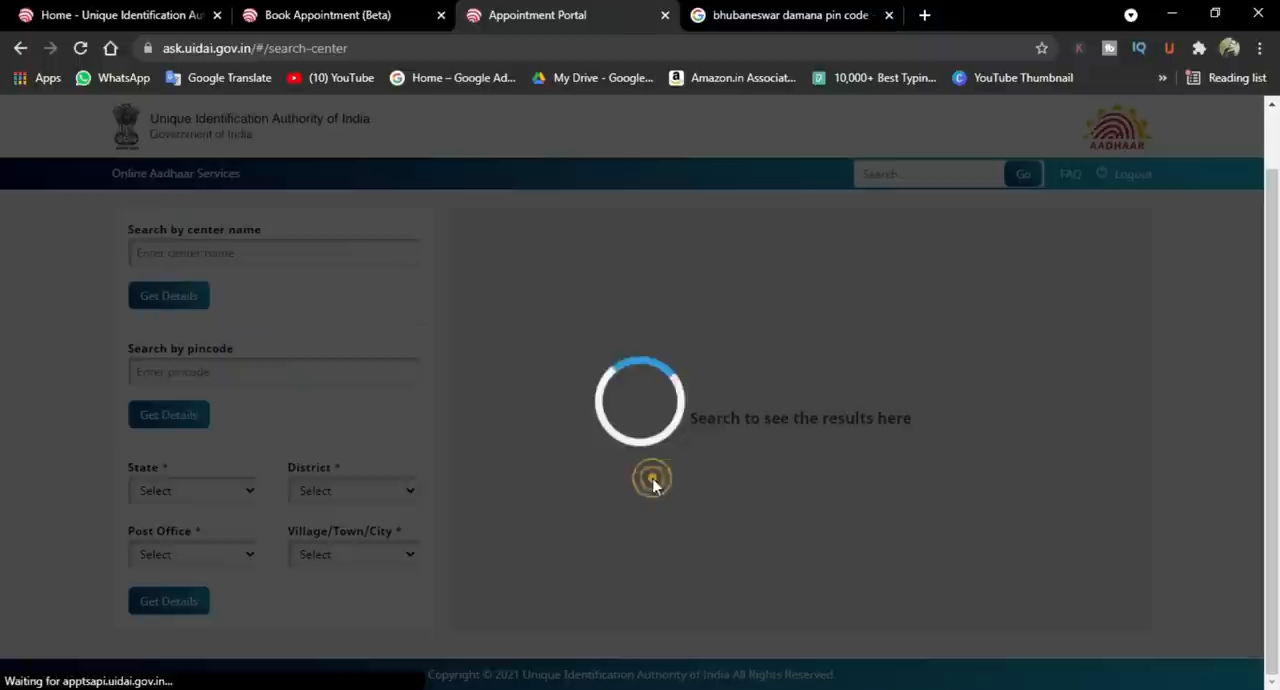 Home - Unique Identification Au
Book Appointment (Beta)
Appointment Portal
bhubaneswar damana pin code
ask.uidai.gov.in/#/search-center
K
IQ
U
Apps
WhatsApp
Google Translate
(10) YouTube
Home – Google Ad...
My Drive - Google...
Amazon.in Associat...
10,000+ Best Typin...
YouTube Thumbnail
»
Reading list
Unique Identification Authority of India
Government of India
AADHAAR
Online Aadhaar Services
Search
Go
FAQ
Logout
Search by center name
Enter center name
Get Details
Search by pincode
Enter pincode
Get Details
Search to see the results here
State *
District *
Select
Select
Post Office *
Village/Town/City *
Select
Select
Get Details
Copyright © 2021 Unique Identification Authority of India All Rights Reserved.
Waiting for apptsapi.uidai.gov.in...